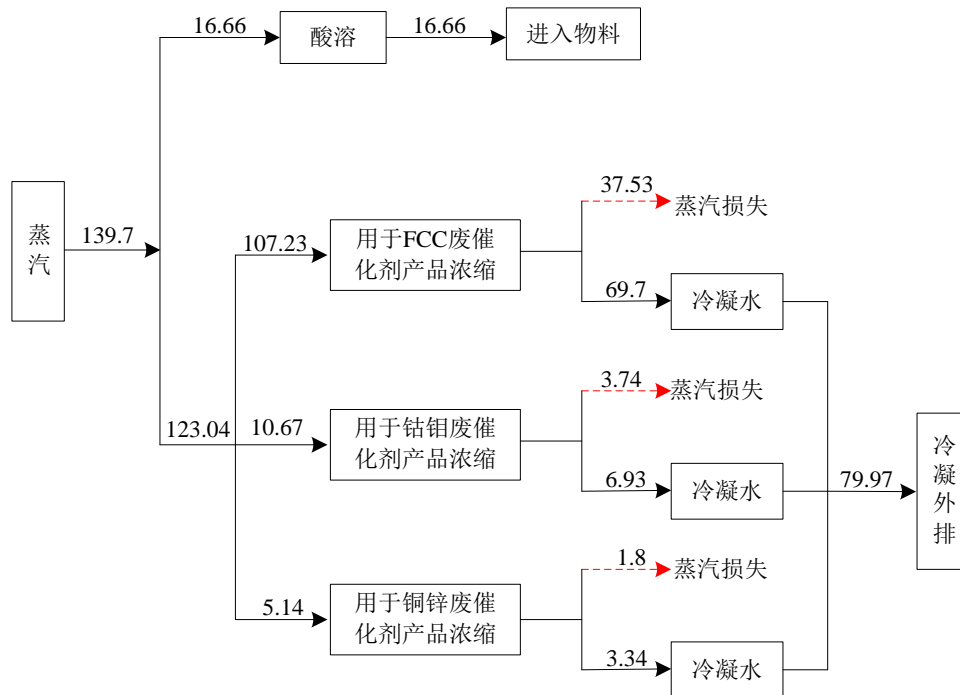 16.66
酸溶
16.66
进入物料
蒸
汽
139.7
37.53
蒸汽损失
107.23
用于FCC废催
化剂产品浓缩
69.7
冷凝水
3.74
蒸汽损失
123.04
10.67
用于钴钼废催
化剂产品浓缩
6.93
冷凝水
79.97
冷
凝
外
排
1.8
蒸汽损失
5.14
用于铜锌废催
化剂产品浓缩
3.34
冷凝水